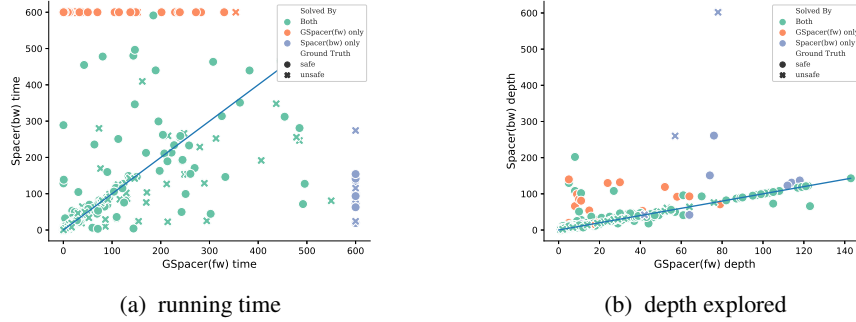 Solved By
Both
GSpacer(fw) only
Spacer(bw) only
Ground Truth
safe
unsafe
600
500
400
300
200
100
0
Spacer(bw) time
0 100 200 300 400 500 600
GSpacer(fw) time
(a) running time
Solved By
Both
GSpacer(fw) only
Spacer(bw) only
Ground Truth
safe
unsafe
600
500
400
300
200
100
0
Spacer(bw) depth
0 20 40 60 80 100 120 140
GSpacer(fw) depth
(b) depth explored